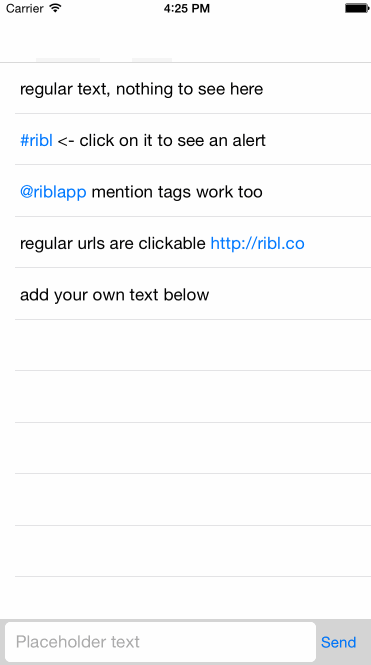 Carrier 4:25 PM
regular text, nothing to see here
#ribl <- click on it to see an alert
@riblapp mention tags work too
regular urls are clickable http://ribl.co
add your own text below
Placeholder text Send